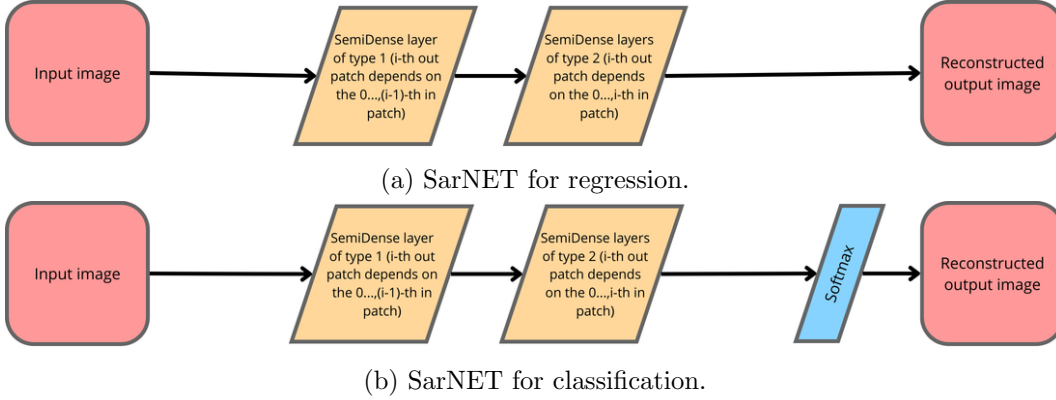 Input image
SemiDense layer
of type 1 (i-th out
patch depends on
the 0...,(i-1)-th in
patch)
SemiDense layers
of type 2 (i-th out
patch depends
on the 0...,i-th in
patch)
Reconstructed
output image
(a) SarNET for regression.
Input image
SemiDense layer
of type 1 (i-th out
patch depends on
the 0...,(i-1)-th in
patch)
SemiDense layers
of type 2 (i-th out
patch depends
on the 0...,i-th in
patch)
Softmax
Reconstructed
output image
(b) SarNET for classification.